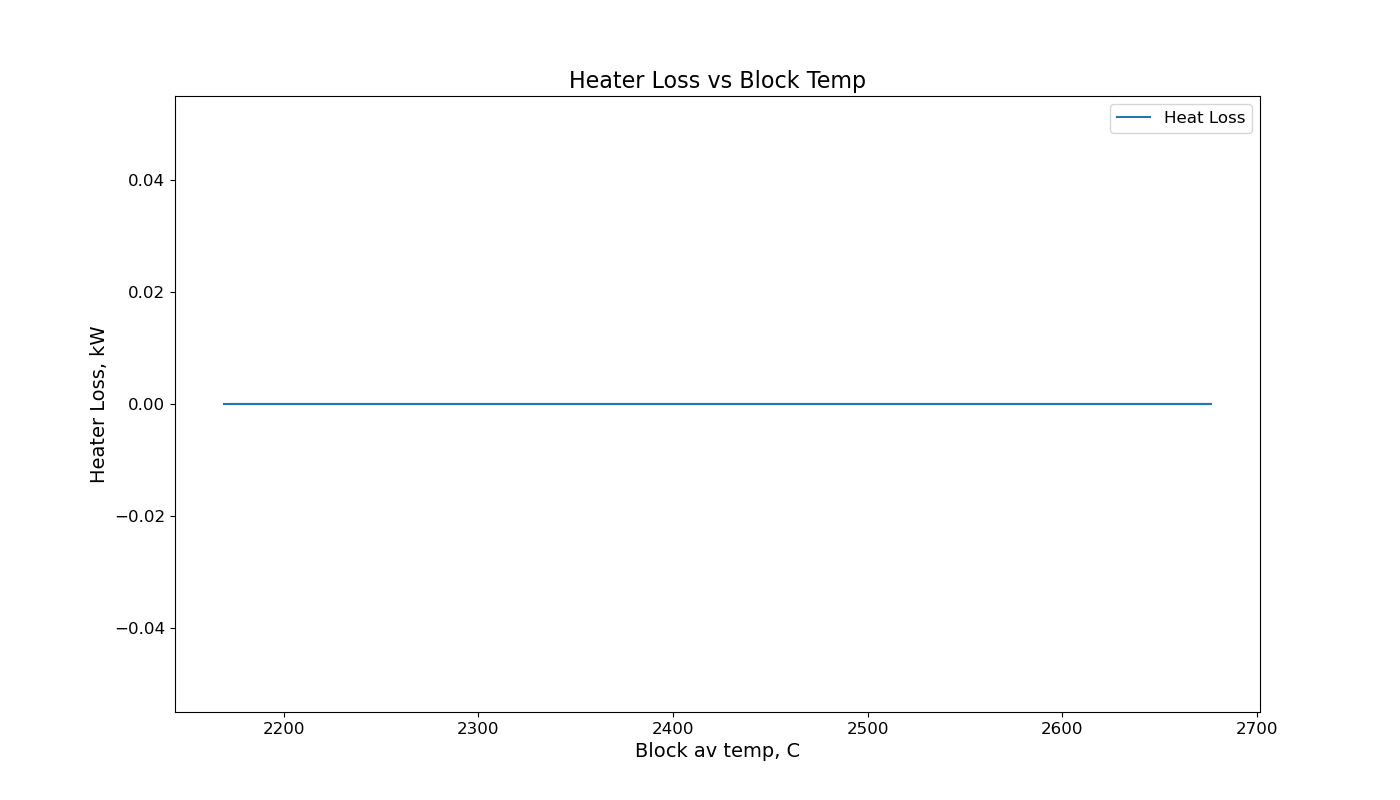 Heater Loss vs Block Temp
Heat Loss
0.04
0.02
0.00
−0.02
−0.04
Heater Loss, kW
2200 2300 2400 2500 2600 2700
Block av temp, C